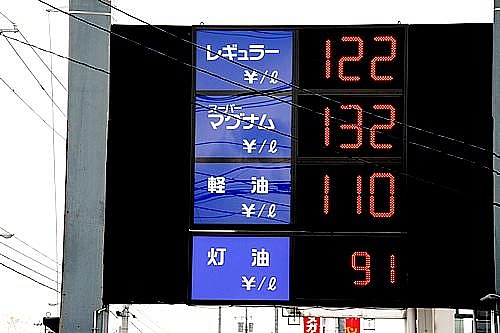 レギュラー 122
¥/ℓ
スーパー
マグナム 132
¥/ℓ
軽 油 110
¥/ℓ
灯 油 91
¥/ℓ